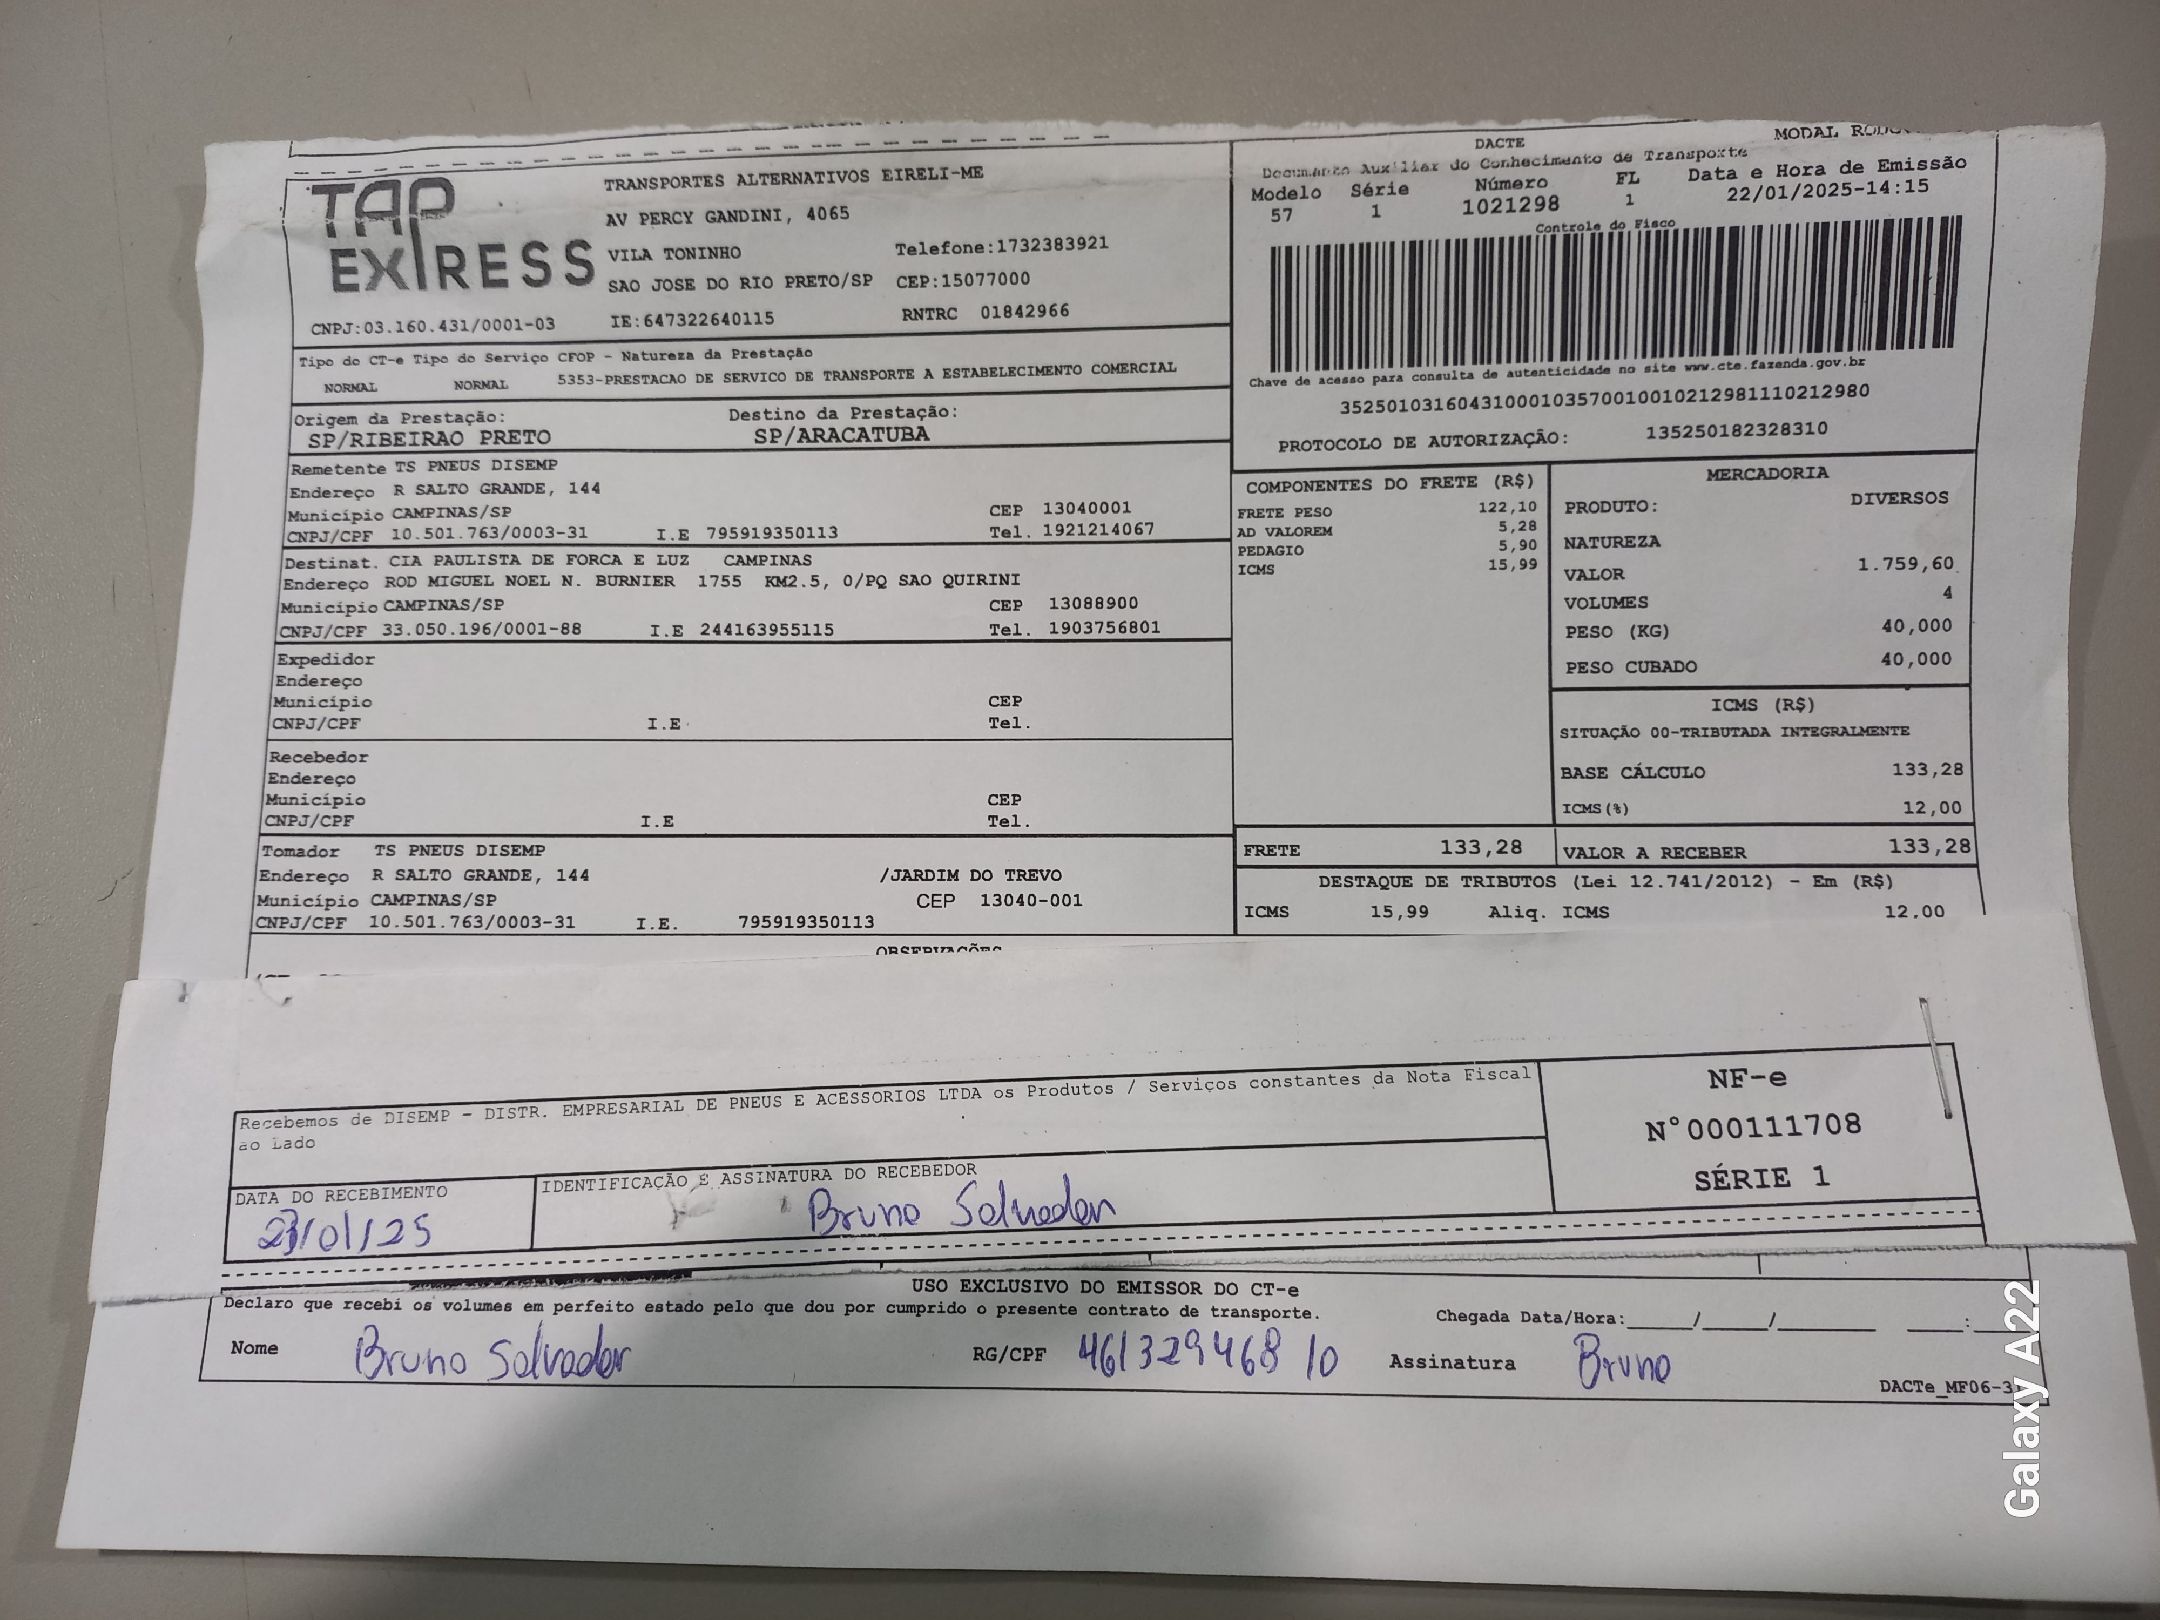 MODAL
DACTE
Documento Auxiliar do Conhecimento de Transporte
TAP EXPRESS
TRANSPORTES ALTERNATIVOS EIRELI-ME
AV PERCY GANDINI, 4065
VILA TONINHO Telefone:1732383921
SAO JOSE DO RIO PRETO/SP CEP:15077000
CNPJ:03.160.431/0001-03 IE:647322640115 RNTRC 01842966
Modelo Série Número FL Data e Hora de Emissão
57 1 1021298 1 22/01/2025-14:15
Controle do Fisco
Chave de acesso para consulta de autenticidade no site www.cte.fazenda.gov.br
35250103160431000103570010010212981110212980
PROTOCOLO DE AUTORIZAÇÃO: 135250182328310
Tipo do CT-e Tipo do Serviço CFOP - Natureza da Prestação
NORMAL NORMAL 5353-PRESTACAO DE SERVICO DE TRANSPORTE A ESTABELECIMENTO COMERCIAL
Origem da Prestação: Destino da Prestação:
SP/RIBEIRAO PRETO SP/ARACATUBA
Remetente TS PNEUS DISEMP
Endereço R SALTO GRANDE, 144
Município CAMPINAS/SP CEP 13040001
CNPJ/CPF 10.501.763/0003-31 I.E 795919350113 Tel. 1921214067
Destinat. CIA PAULISTA DE FORCA E LUZ CAMPINAS
Endereço ROD MIGUEL NOEL N. BURNIER 1755 KM2.5, 0/PQ SAO QUIRINI
Município CAMPINAS/SP CEP 13088900
CNPJ/CPF 33.050.196/0001-88 I.E 244163955115 Tel. 1903756801
Expedidor
Endereço
Município CEP
CNPJ/CPF I.E. Tel.
Recebedor
Endereço
Município CEP
CNPJ/CPF I.E Tel.
Tomador TS PNEUS DISEMP
Endereço R SALTO GRANDE, 144 /JARDIM DO TREVO
Município CAMPINAS/SP CEP 13040-001
CNPJ/CPF 10.501.763/0003-31 I.E. 795919350113
COMPONENTES DO FRETE (R$)
FRETE PESO 122,10
AD VALOREM 5,28
PEDAGIO 5,90
ICMS 15,99
MERCADORIA
PRODUTO: DIVERSOS
NATUREZA
VALOR 1.759,60
VOLUMES 4
PESO (KG) 40,000
PESO CUBADO 40,000
ICMS (R$)
SITUAÇÃO 00-TRIBUTADA INTEGRALMENTE
BASE CÁLCULO 133,28
ICMS(%) 12,00
FRETE 133,28 VALOR A RECEBER 133,28
DESTAQUE DE TRIBUTOS (Lei 12.741/2012) - Em (R$)
ICMS 15,99 Aliq. ICMS 12,00
OBSERVAÇÕES
Recebemos de DISEMP - DISTR. EMPRESARIAL DE PNEUS E ACESSORIOS LTDA os Produtos / Serviços constantes da Nota Fiscal
ao Lado
NF-e
N°000111708
SÉRIE 1
DATA DO RECEBIMENTO IDENTIFICAÇÃO E ASSINATURA DO RECEBEDOR
23/01/25 Bruno Salvador
USO EXCLUSIVO DO EMISSOR DO CT-e
Declaro que recebi os volumes em perfeito estado pelo que dou por cumprido o presente contrato de transporte. Chegada Data/Hora:_____/_____/_________ _____:_____
Nome Bruno Salvador RG/CPF 461329468 10 Assinatura Bruno
DACTe_MF06-3
Galaxy A22